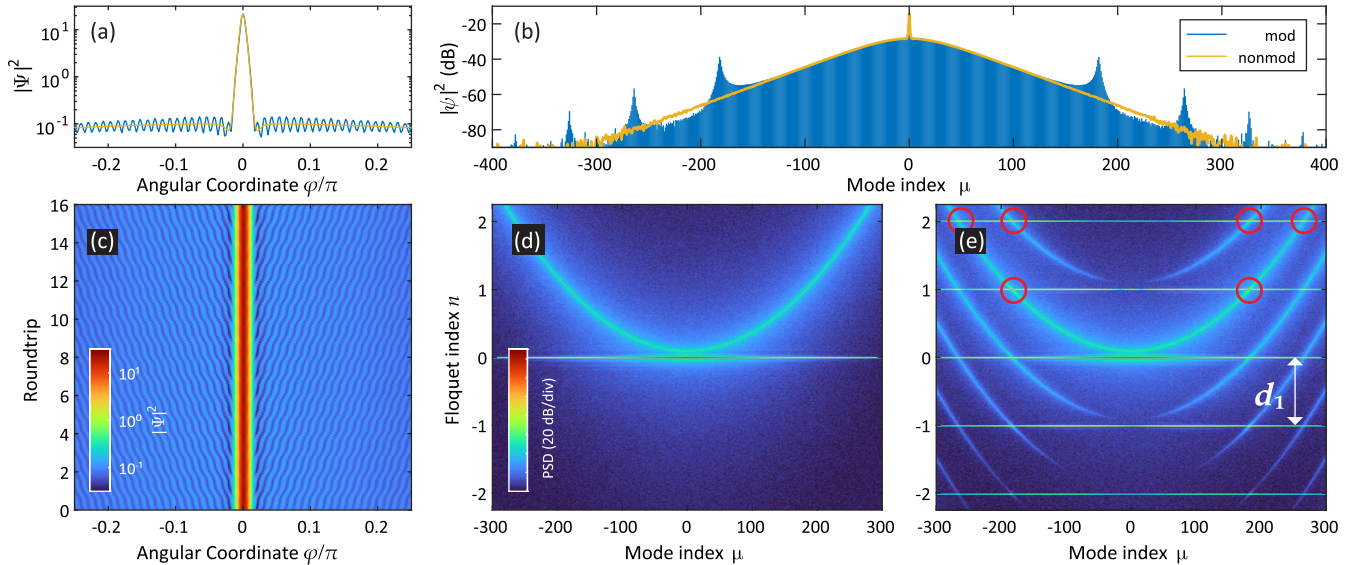 (a)
|Ψ|²
10¹
10⁰
10⁻¹
-0.2 -0.1 0 0.1 0.2
Angular Coordinate φ/π
(b)
|ψ|² (dB)
-20
-40
-60
-80
mod
nonmod
-400 -300 -200 -100 0 100 200 300 400
Mode index μ
(c)
Roundtrip
16
14
12
10
8
6
4
2
0
10¹
10⁰
10⁻¹
|Ψ|²
-0.2 -0.1 0 0.1 0.2
Angular Coordinate φ/π
(d)
Floquet index n
2
1
0
-1
-2
PSD (20 dB/div)
-300 -200 -100 0 100 200 300
Mode index μ
(e)
2
1
0
-1
-2
d₁
-300 -200 -100 0 100 200 300
Mode index μ